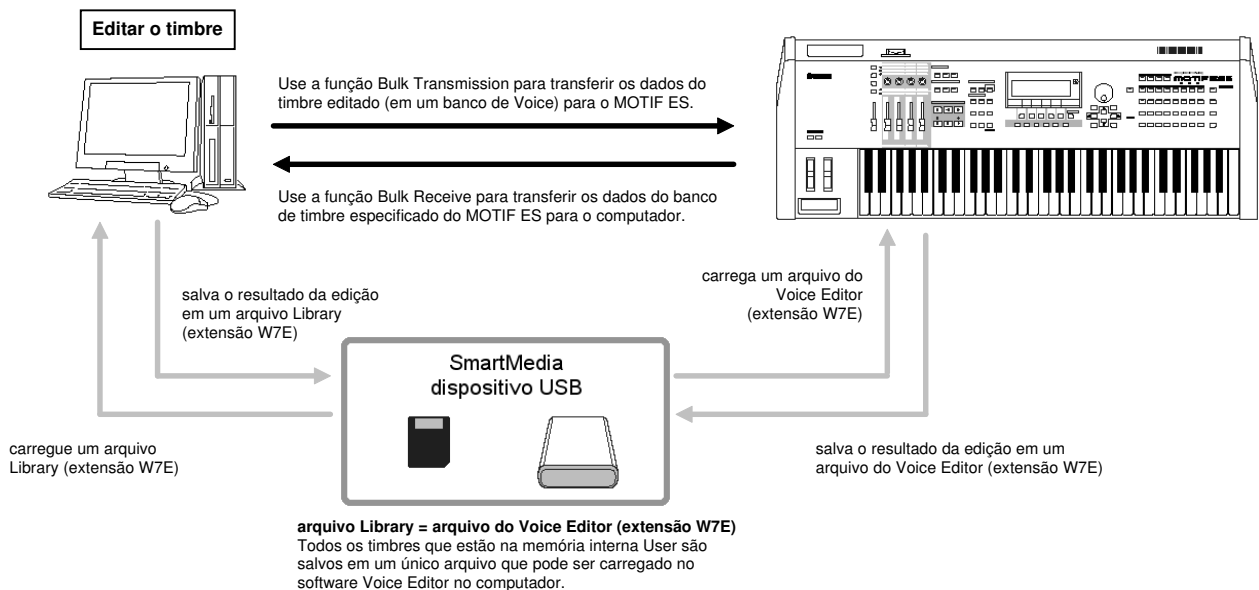 Editar o timbre
Use a função Bulk Transmission para transferir os dados do
timbre editado (em um banco de Voice) para o MOTIF ES.
Use a função Bulk Receive para transferir os dados do banco
de timbre especificado do MOTIF ES para o computador.
salva o resultado da edição
em um arquivo Library
(extensão W7E)
carrega um arquivo do
Voice Editor
(extensão W7E)
SmartMedia
dispositivo USB
carregue um arquivo
Library (extensão W7E)
salva o resultado da edição em um
arquivo do Voice Editor (extensão W7E)
arquivo Library = arquivo do Voice Editor (extensão W7E)
Todos os timbres que estão na memória interna User são
salvos em um único arquivo que pode ser carregado no
software Voice Editor no computador.